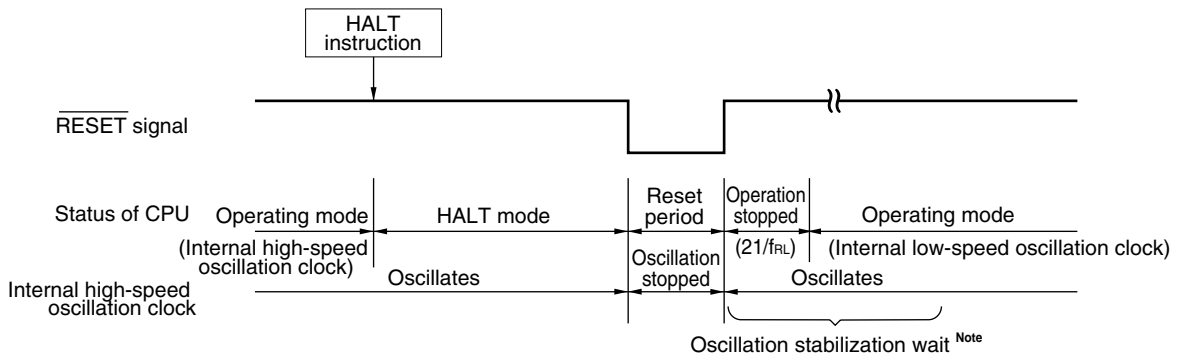 HALT
instruction
RESET signal
Status of CPU
Operating mode
(Internal high-speed
oscillation clock)
HALT mode
Reset
period
Operation
stopped
(21/fRL)
Operating mode
(Internal low-speed oscillation clock)
Internal high-speed
oscillation clock
Oscillates
Oscillation
stopped
Oscillates
Oscillation stabilization wait Note